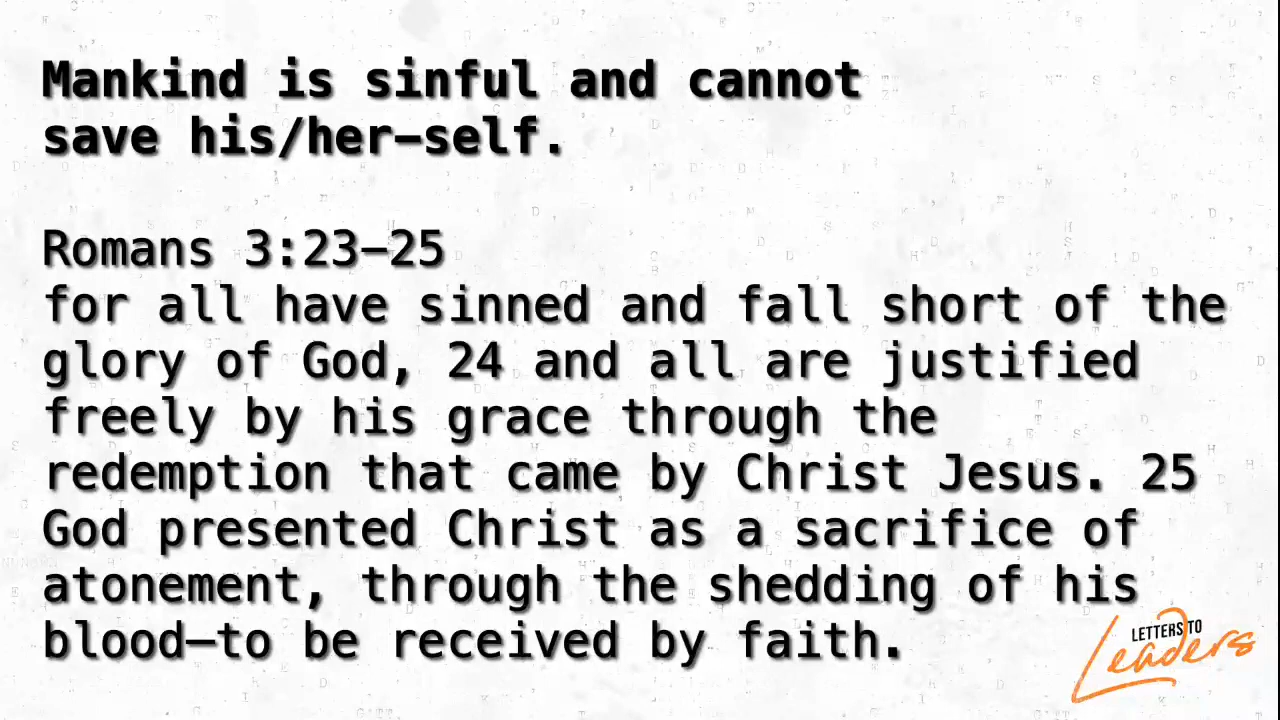 Mankind is sinful and cannot
save his/her-self.
Romans 3:23–25
for all have sinned and fall short of the
glory of God, 24 and all are justified
freely by his grace through the
redemption that came by Christ Jesus. 25
God presented Christ as a sacrifice of
atonement, through the shedding of his
blood—to be received by faith.
LETTERS TO
Leaders